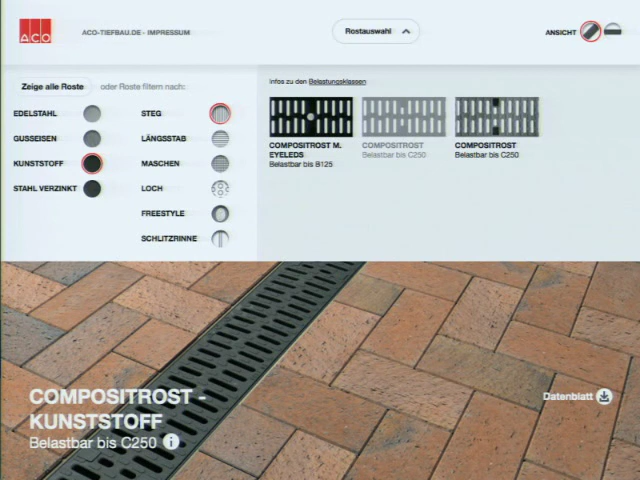 ACO
ACO-TIEFBAU.DE - IMPRESSUM
Rostauswahl
ANSICHT
Zeige alle Roste oder Roste filtern nach:
EDELSTAHL
GUSSEISEN
KUNSTSTOFF
STAHL VERZINKT
STEG
LÄNGSSTAB
MASCHEN
LOCH
FREESTYLE
SCHLITZRINNE
Infos zu den Belastungsklassen
COMPOSITROST M.
EYELEDS
Belastbar bis B125
COMPOSITROST
Belastbar bis C250
COMPOSITROST
Belastbar bis C250
COMPOSITROST -
KUNSTSTOFF
Belastbar bis C250 i
Datenblatt